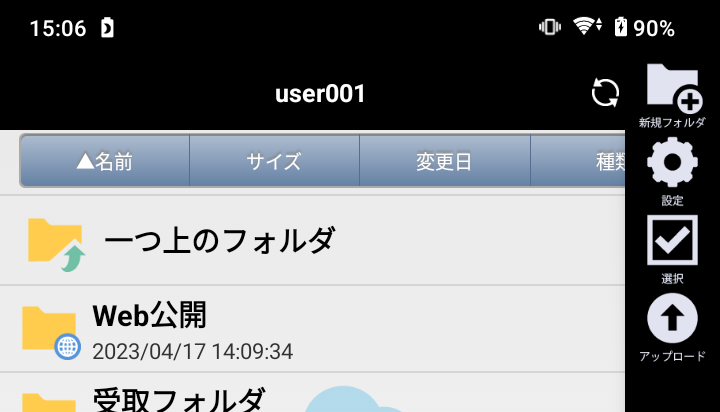 15:06
90%
user001
新規フォルダ
▲名前 サイズ 変更日 種類
設定
一つ上のフォルダ
選択
Web公開
2023/04/17 14:09:34
アップロード
受取フォルダ